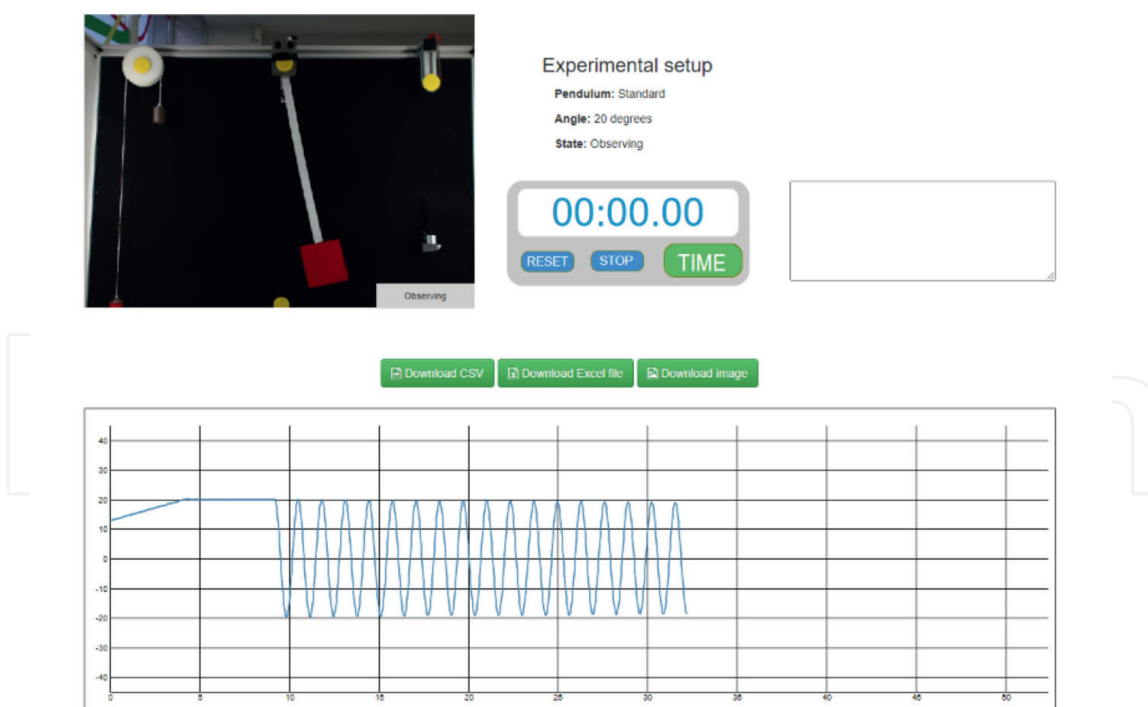 Experimental setup
Pendulum: Standard
Angle: 20 degrees
State: Observing
00:00.00
RESET STOP TIME
Observing
Download CSV Download Excel file Download image
40
30
20
10
0
-10
-20
-30
-40
0 5 10 15 20 25 30 35 40 45 50